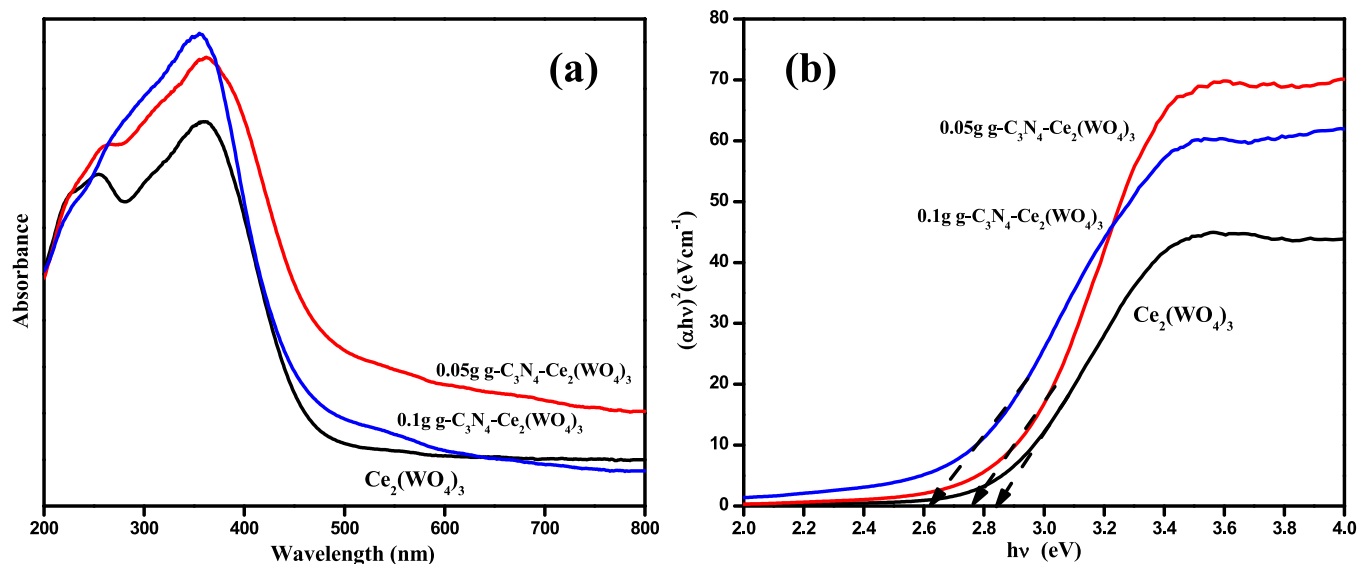 (a)
Absorbance
0.05g g-C₃N₄-Ce₂(WO₄)₃
0.1g g-C₃N₄-Ce₂(WO₄)₃
Ce₂(WO₄)₃
200 300 400 500 600 700 800
Wavelength (nm)
(b)
(αhν)²(eVcm⁻¹)
80
70
60
50
40
30
20
10
0
0.05g g-C₃N₄-Ce₂(WO₄)₃
0.1g g-C₃N₄-Ce₂(WO₄)₃
Ce₂(WO₄)₃
2.0 2.2 2.4 2.6 2.8 3.0 3.2 3.4 3.6 3.8 4.0
hν (eV)